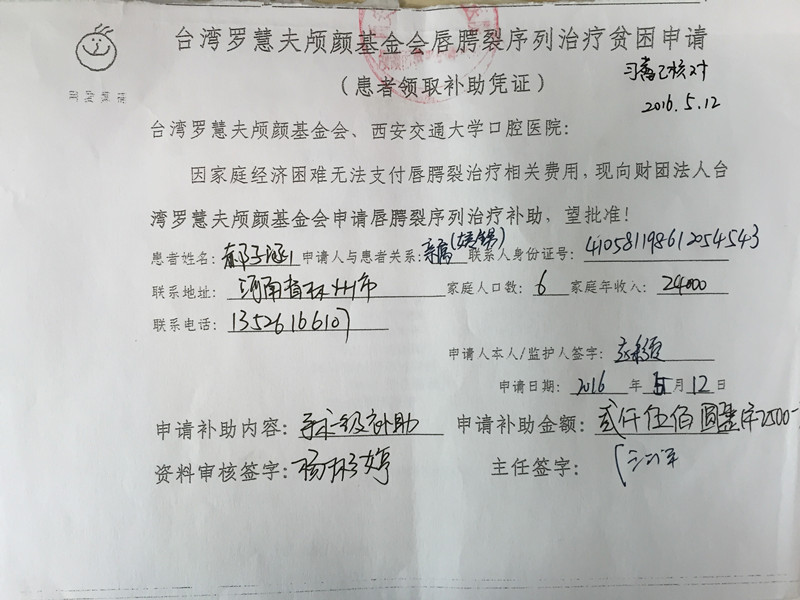 台湾罗慧夫颅颜基金会唇腭裂序列治疗贫困申请
（患者领取补助凭证）
已核对
2016.5.12
台湾罗慧夫颅颜基金会、西安交通大学口腔医院：
因家庭经济困难无法支付唇腭裂治疗相关费用，现向财团法人台
湾罗慧夫颅颜基金会申请唇腭裂序列治疗补助，望批准！
患者姓名：郝子涵 申请人与患者关系：亲属 联系人身份证号：410581198612054543
联系地址：河南省林州市 家庭人口数：6 家庭年收入：24000
联系电话：13526166107
申请人本人/监护人签字：
申请日期：2016 年 5 月 12 日
申请补助内容：手术一级补助 申请补助金额：贰仟伍佰圆整 2500
资料审核签字：杨 婷 主任签字：